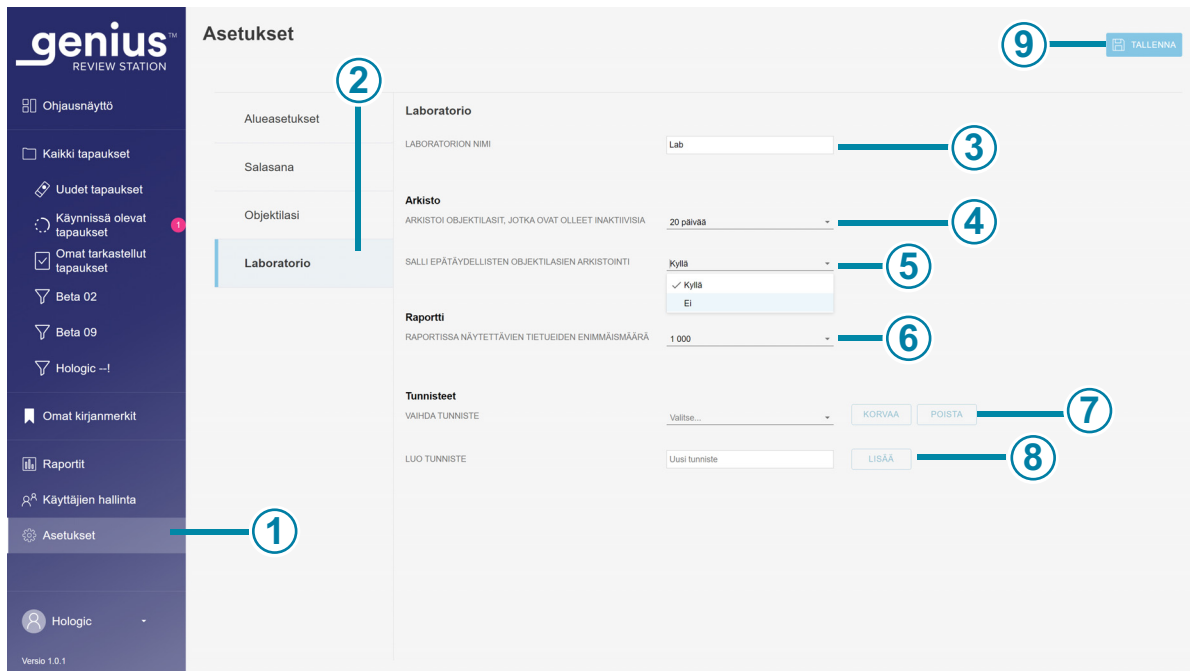 genius™
REVIEW STATION
Ohjausnäyttö
Kaikki tapaukset
Uudet tapaukset
Käynnissä olevat
tapaukset
1
Omat tarkastellut
tapaukset
Beta 02
Beta 09
Hologic --!
Omat kirjanmerkit
Raportit
Käyttäjien hallinta
Asetukset
1
Hologic
Versio 1.0.1
Asetukset
9
TALLENNA
2
Alueasetukset
Salasana
Objektilasi
Laboratorio
Laboratorio
LABORATORION NIMI
Lab
3
Arkisto
ARKISTOI OBJEKTILASIT, JOTKA OVAT OLLEET INAKTIIVISIA
20 päivää
4
SALLI EPÄTÄYDELLISTEN OBJEKTILASIEN ARKISTOINTI
Kyllä
5
Kyllä
Ei
Raportti
RAPORTISSA NÄYTETTÄVIEN TIETUEIDEN ENIMMÄISMÄÄRÄ
1 000
6
Tunnisteet
VAIHDA TUNNISTE
Valitse...
KORVAA
POISTA
7
LUO TUNNISTE
Uusi tunniste
LISÄÄ
8